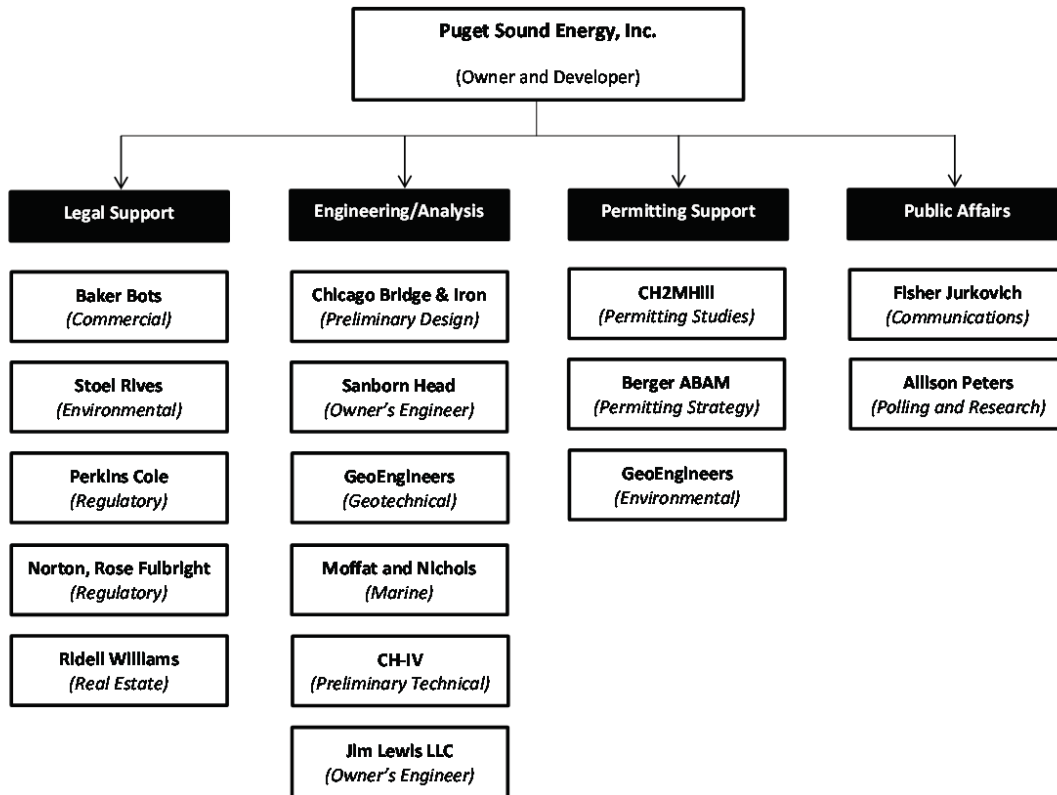 Puget Sound Energy, Inc.
(Owner and Developer)
Legal Support
Engineering/Analysis
Permitting Support
Public Affairs
Baker Bots
(Commercial)
Stoel Rives
(Environmental)
Perkins Cole
(Regulatory)
Norton, Rose Fulbright
(Regulatory)
Ridell Williams
(Real Estate)
Chicago Bridge & Iron
(Preliminary Design)
Sanborn Head
(Owner's Engineer)
GeoEngineers
(Geotechnical)
Moffat and Nichols
(Marine)
CH-IV
(Preliminary Technical)
Jim Lewis LLC
(Owner's Engineer)
CH2MHill
(Permitting Studies)
Berger ABAM
(Permitting Strategy)
GeoEngineers
(Environmental)
Fisher Jurkovich
(Communications)
Allison Peters
(Polling and Research)